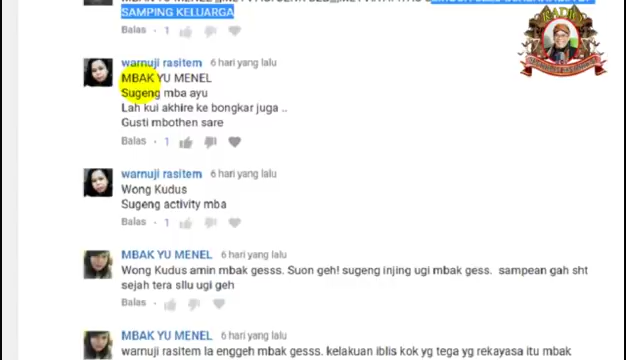 SAMPING KELUARGA
warnuji rasitem 6 hari yang lalu
MBAK YU MENEL
Sugeng mba ayu
Lah kui akhire ke bongkar juga ..
Gusti mbothen sare
Balas · 1
warnuji rasitem 6 hari yang lalu
Wong Kudus
Sugeng activity mba
Balas · 1
MBAK YU MENEL 6 hari yang lalu
Wong Kudus amin mbak gesss. Suon geh! sugeng injing ugi mbak gess. sampean gah sht
sejah tera sllu ugi geh
Balas
MBAK YU MENEL 6 hari yang lalu
warnuji rasitem la enggeh mbak gesss. kelakuan iblis kok yg tega yg rekayasa itu mbak
Balas · 1